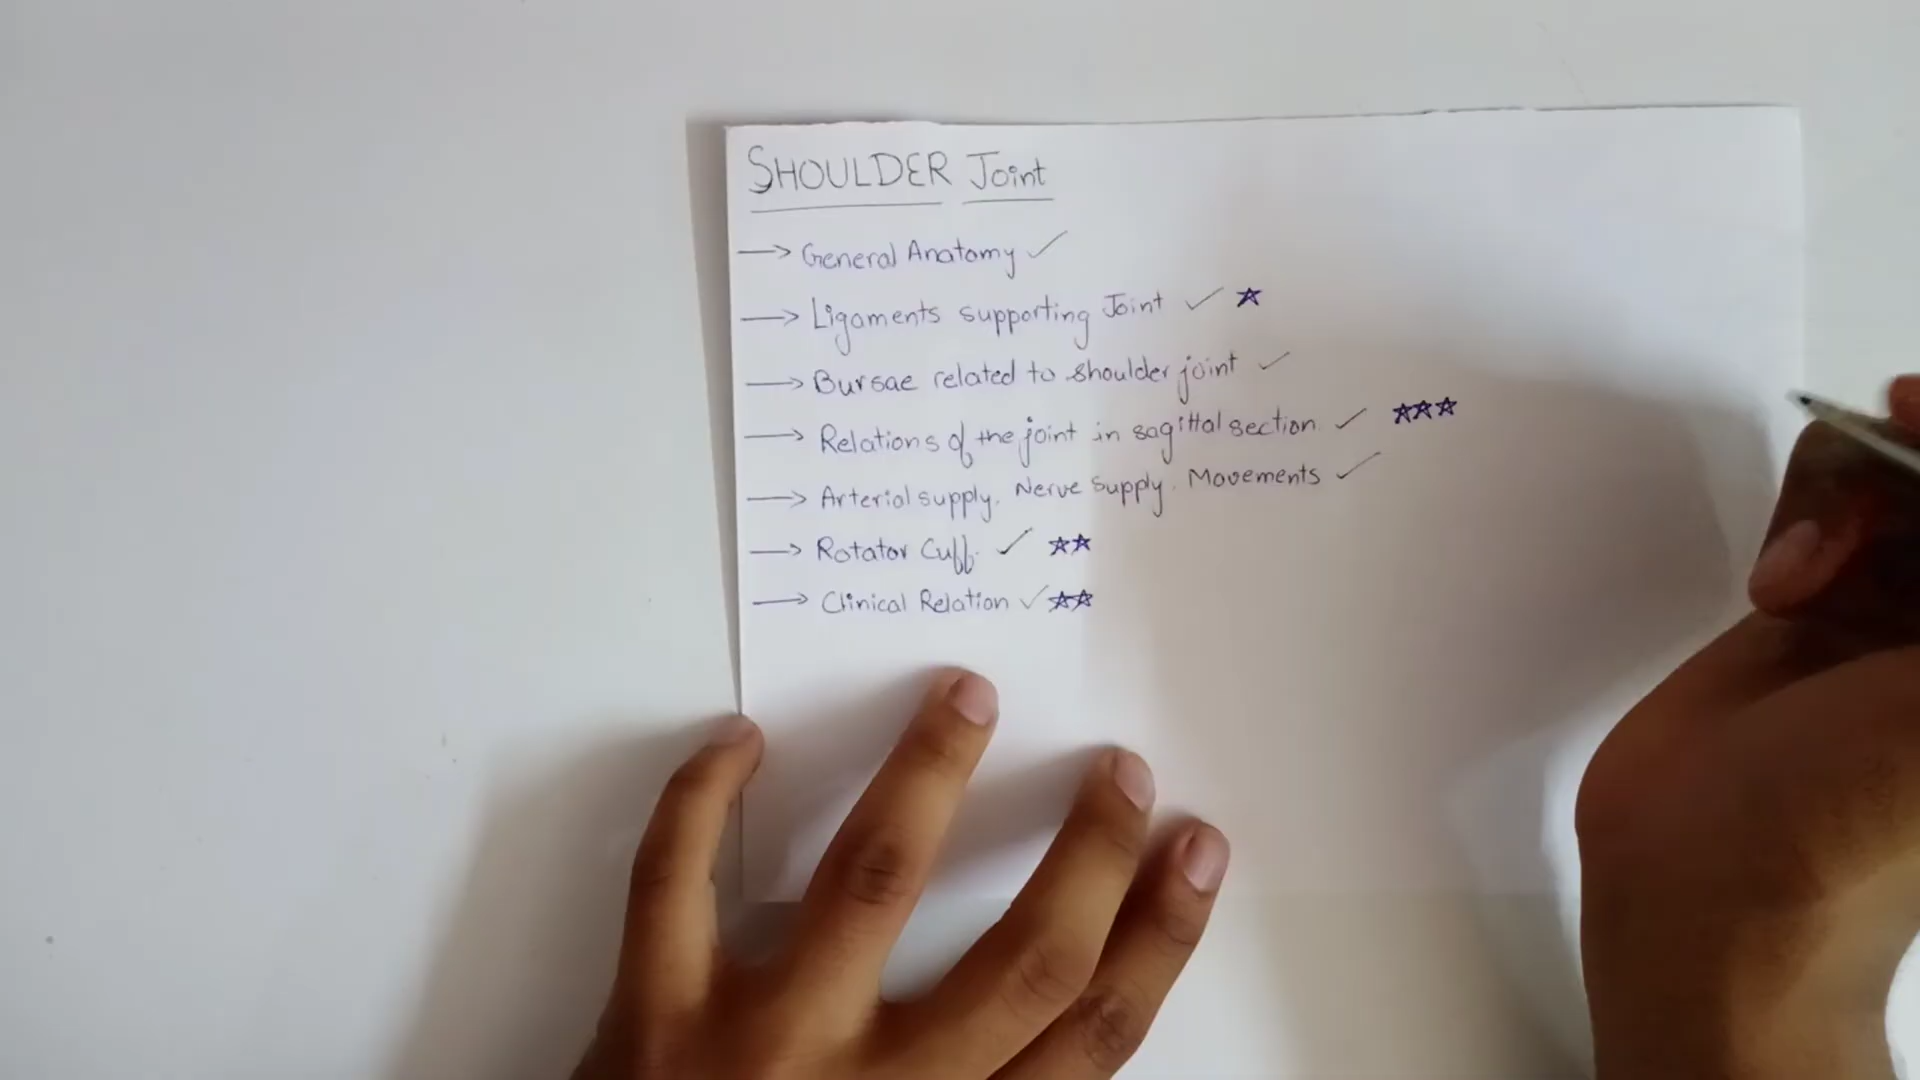 SHOULDER Joint
→ General Anatomy ✓
→ Ligaments supporting Joint ✓ ☆
→ Bursae related to shoulder joint ✓
→ Relations of the joint in sagittal section. ✓ ☆☆☆
→ Arterial supply, Nerve supply, Movements ✓
→ Rotator Cuff. ✓ ☆☆
→ Clinical Relation ✓ ☆☆